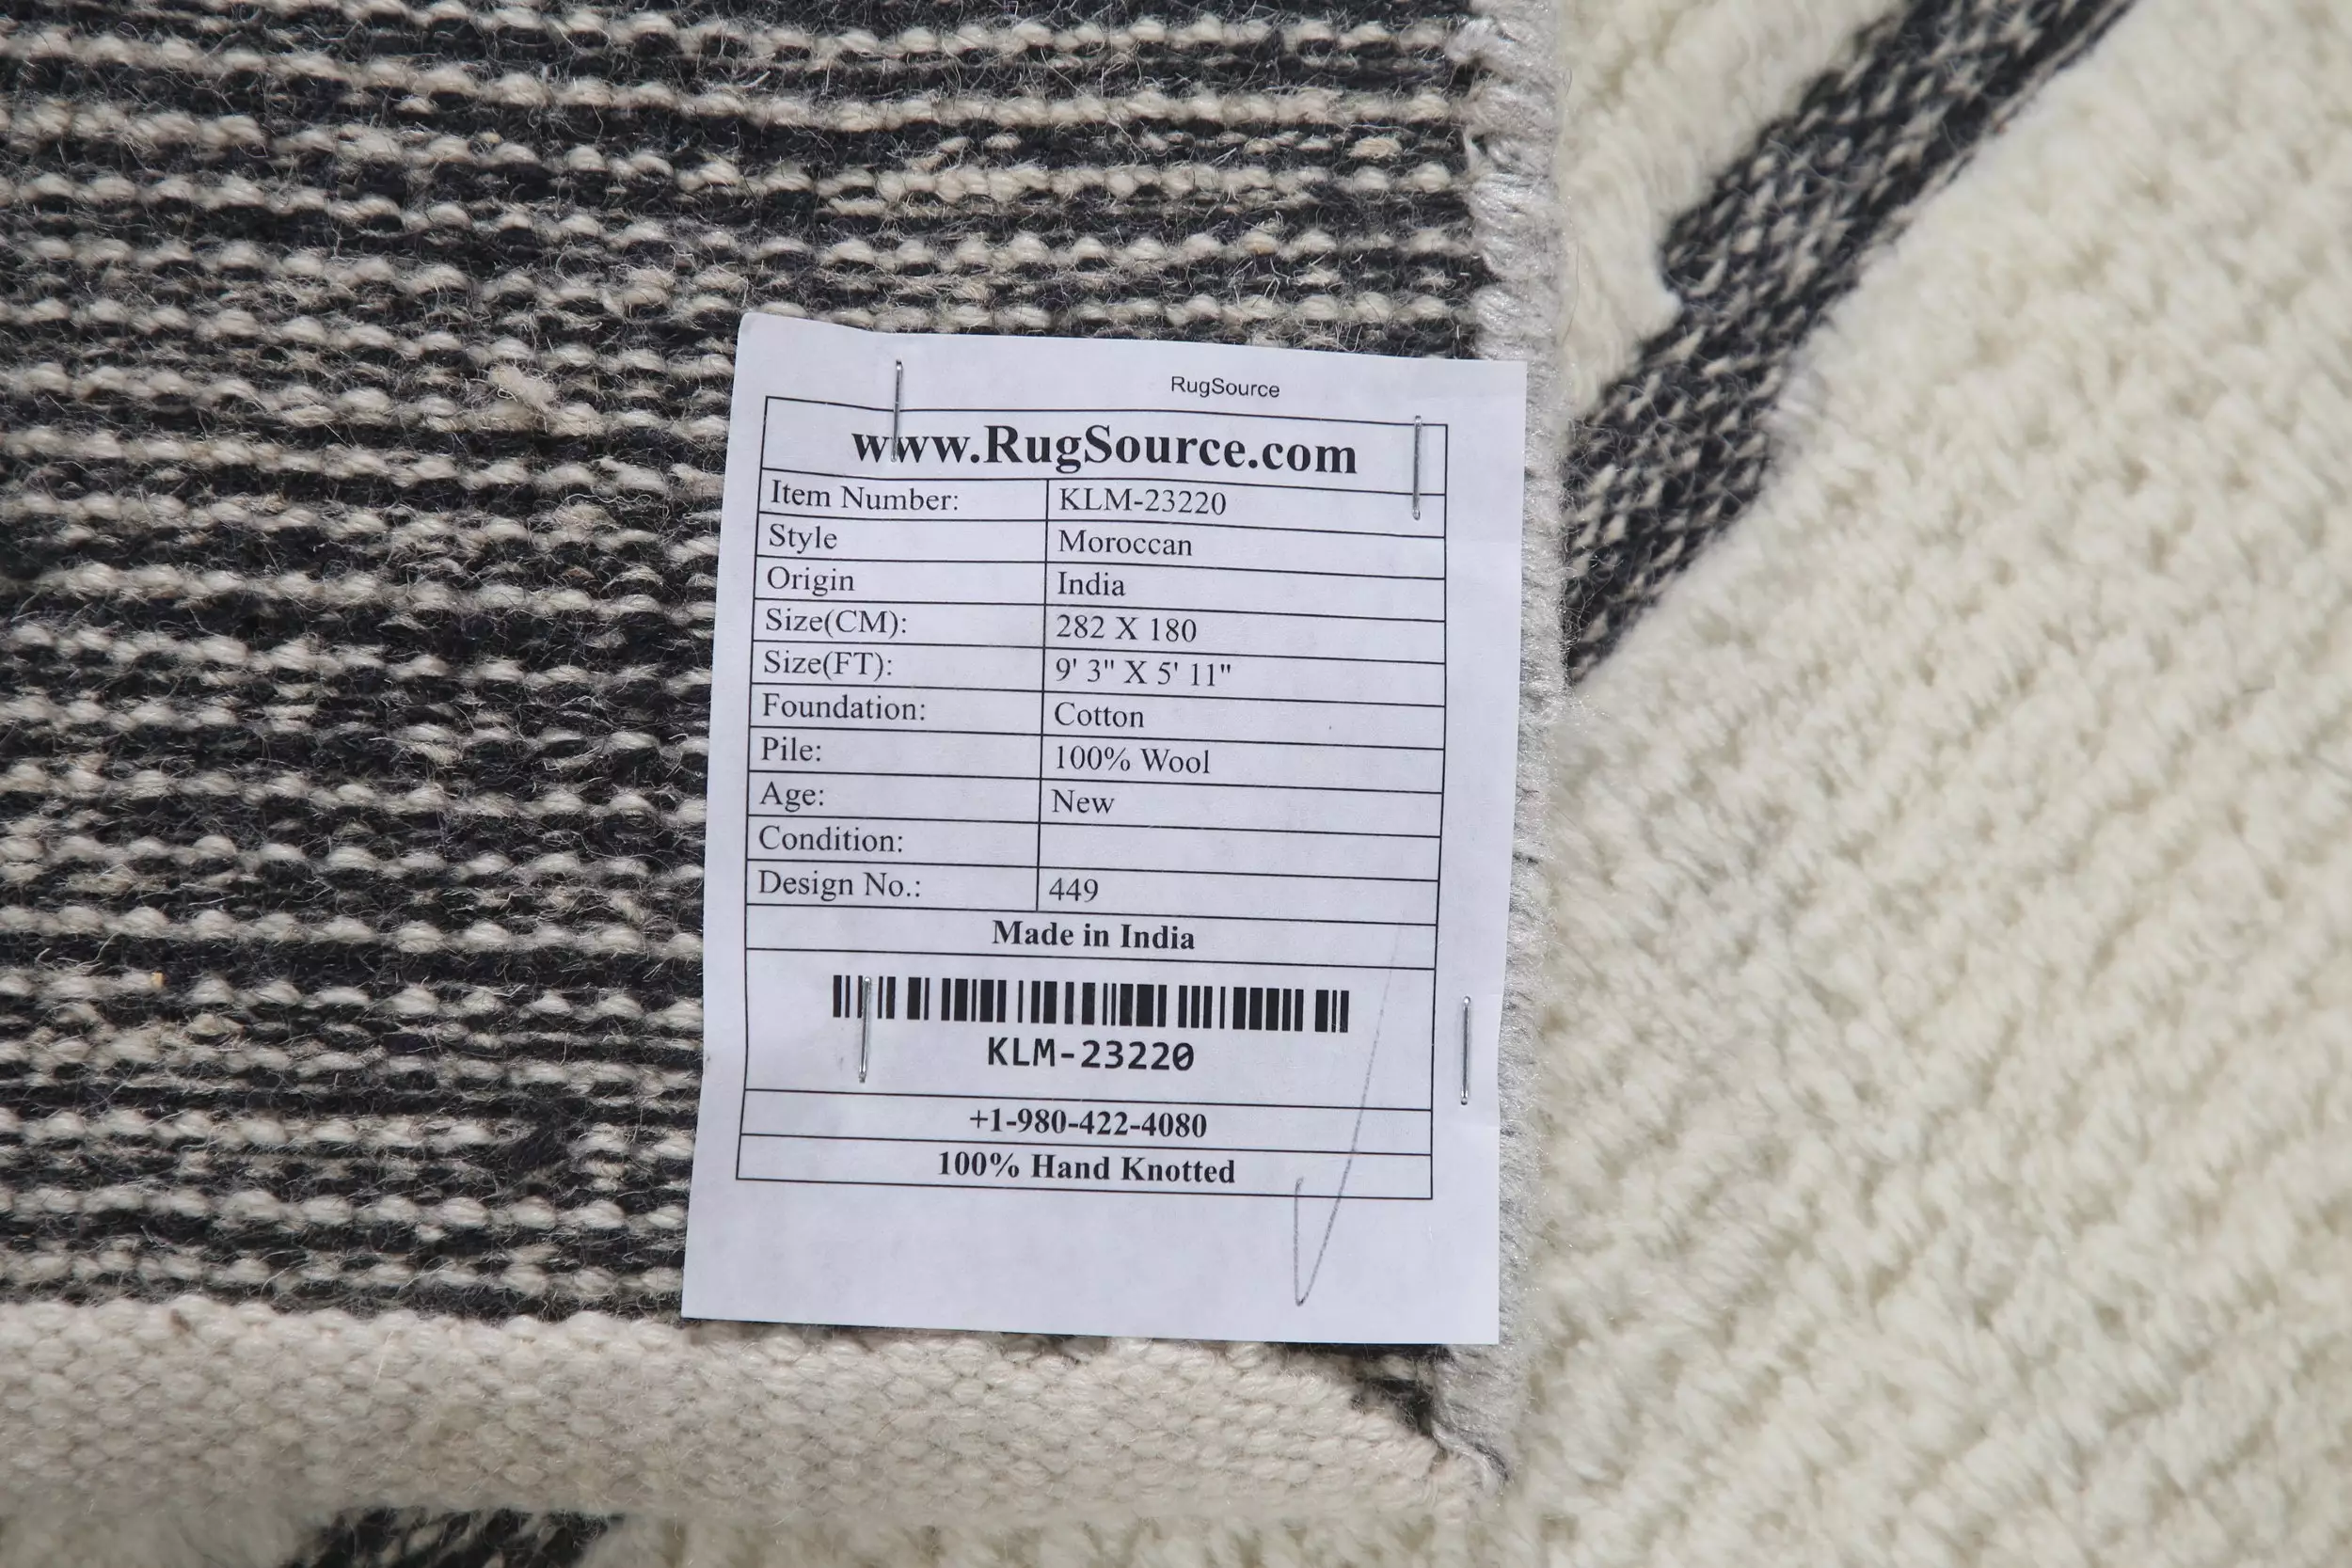 RugSource
www.RugSource.com
Item Number: KLM-23220
Style Moroccan
Origin India
Size(CM): 282 X 180
Size(FT): 9' 3" X 5' 11"
Foundation: Cotton
Pile: 100% Wool
Age: New
Condition:
Design No.: 449
Made in India
KLM-23220
+1-980-422-4080
100% Hand Knotted